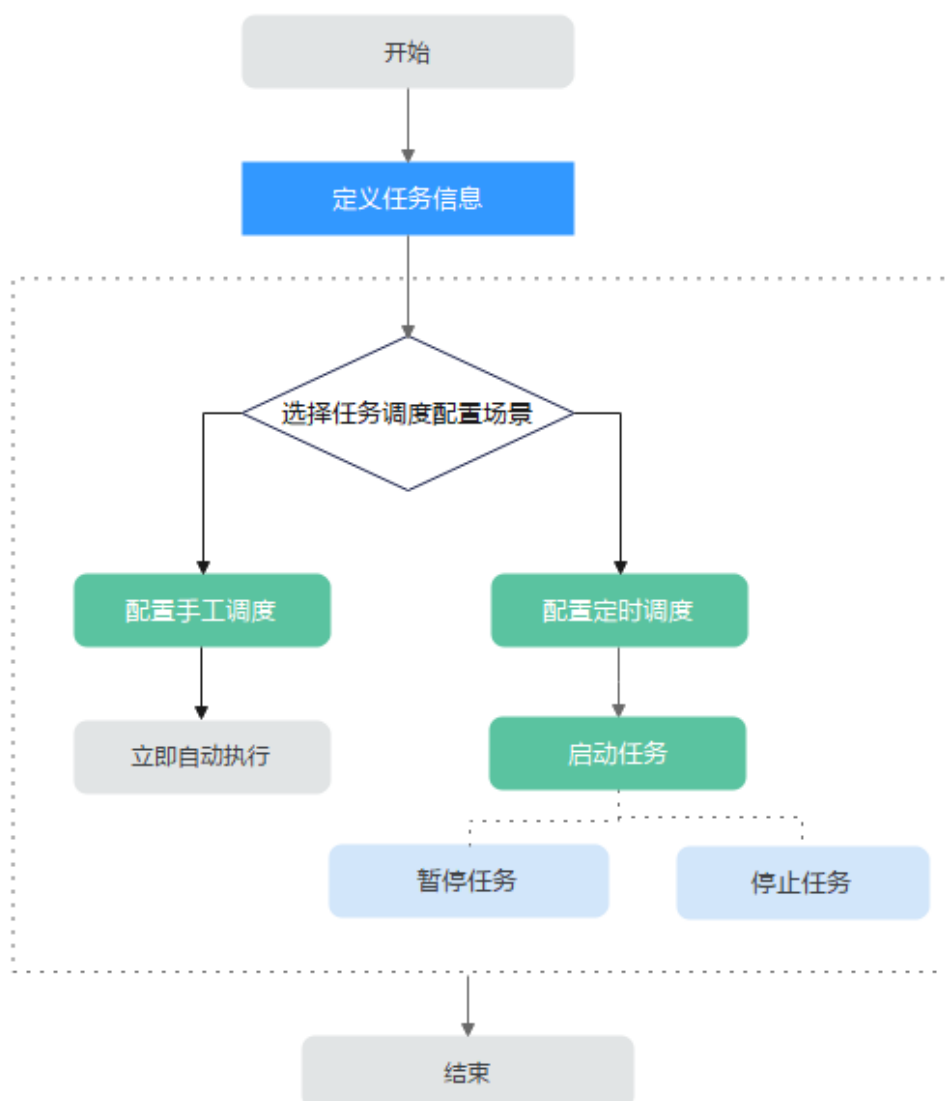 开始
定义任务信息
选择任务调度配置场景
配置手工调度
配置定时调度
立即自动执行
启动任务
暂停任务
停止任务
结束